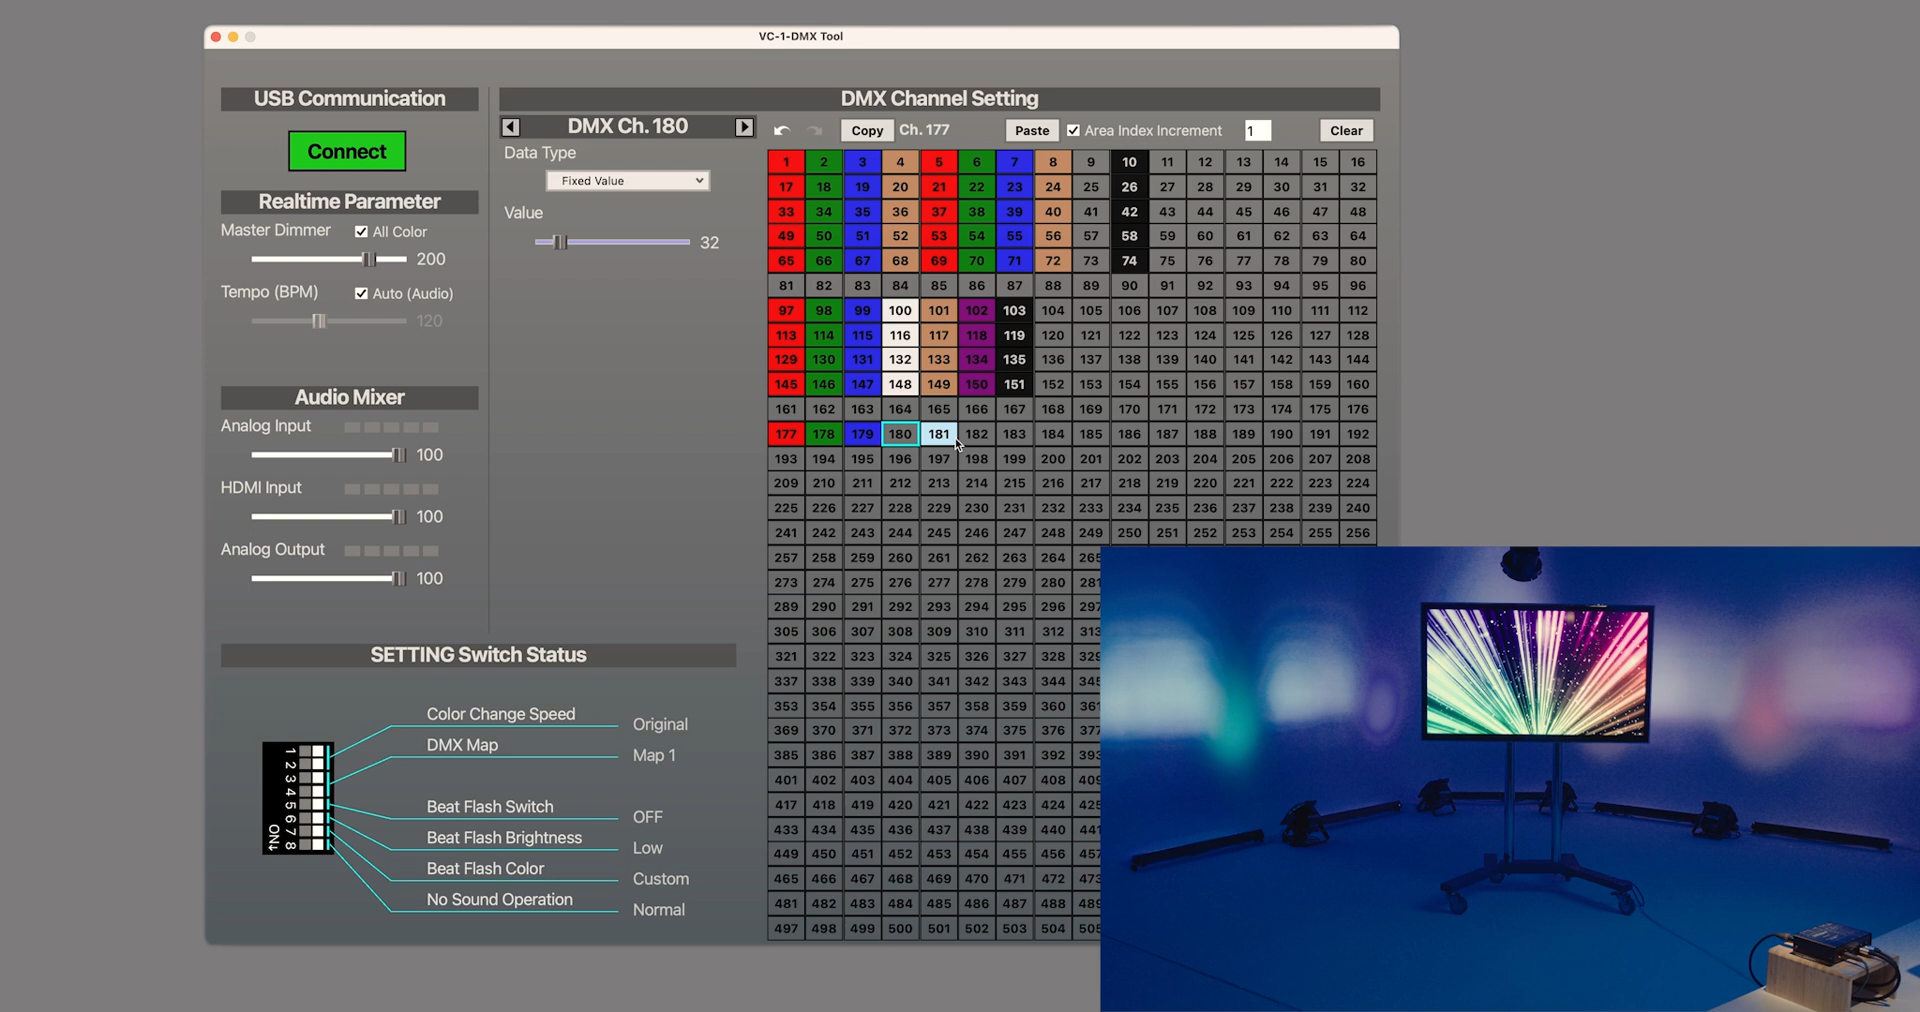 VC-1-DMX Tool
USB Communication
Connect
Realtime Parameter
Master Dimmer All Color
200
Tempo (BPM) Auto (Audio)
120
Audio Mixer
Analog Input
100
HDMI Input
100
Analog Output
100
DMX Channel Setting
DMX Ch. 180
Data Type
Fixed Value
Value
32
Copy Ch. 177 Paste Area Index Increment 1 Clear
1 2 3 4 5 6 7 8 9 10 11 12 13 14 15 16
17 18 19 20 21 22 23 24 25 26 27 28 29 30 31 32
33 34 35 36 37 38 39 40 41 42 43 44 45 46 47 48
49 50 51 52 53 54 55 56 57 58 59 60 61 62 63 64
65 66 67 68 69 70 71 72 73 74 75 76 77 78 79 80
81 82 83 84 85 86 87 88 89 90 91 92 93 94 95 96
97 98 99 100 101 102 103 104 105 106 107 108 109 110 111 112
113 114 115 116 117 118 119 120 121 122 123 124 125 126 127 128
129 130 131 132 133 134 135 136 137 138 139 140 141 142 143 144
145 146 147 148 149 150 151 152 153 154 155 156 157 158 159 160
161 162 163 164 165 166 167 168 169 170 171 172 173 174 175 176
177 178 179 180 181 182 183 184 185 186 187 188 189 190 191 192
193 194 195 196 197 198 199 200 201 202 203 204 205 206 207 208
209 210 211 212 213 214 215 216 217 218 219 220 221 222 223 224
225 226 227 228 229 230 231 232 233 234 235 236 237 238 239 240
241 242 243 244 245 246 247 248 249 250 251 252 253 254 255 256
257 258 259 260 261 262 263 264
273 274 275 276 277 278 279 280 281
289 290 291 292 293 294 295 296 297
305 306 307 308 309 310 311 312 313
321 322 323 324 325 326 327 328
337 338 339 340 341 342 343 344
353 354 355 356 357 358 359 360
369 370 371 372 373 374 375 376 377
385 386 387 388 389 390 391 392 393
401 402 403 404 405 406 407 408
417 418 419 420 421 422 423 424
433 434 435 436 437 438 439 440 441
449 450 451 452 453 454 455 456 457
465 466 467 468 469 470 471 472 473
481 482 483 484 485 486 487 488
497 498 499 500 501 502 503 504
SETTING Switch Status
1 2 3 4 5 6 7 8
ON
Color Change Speed Original
DMX Map Map 1
Beat Flash Switch OFF
Beat Flash Brightness Low
Beat Flash Color Custom
No Sound Operation Normal